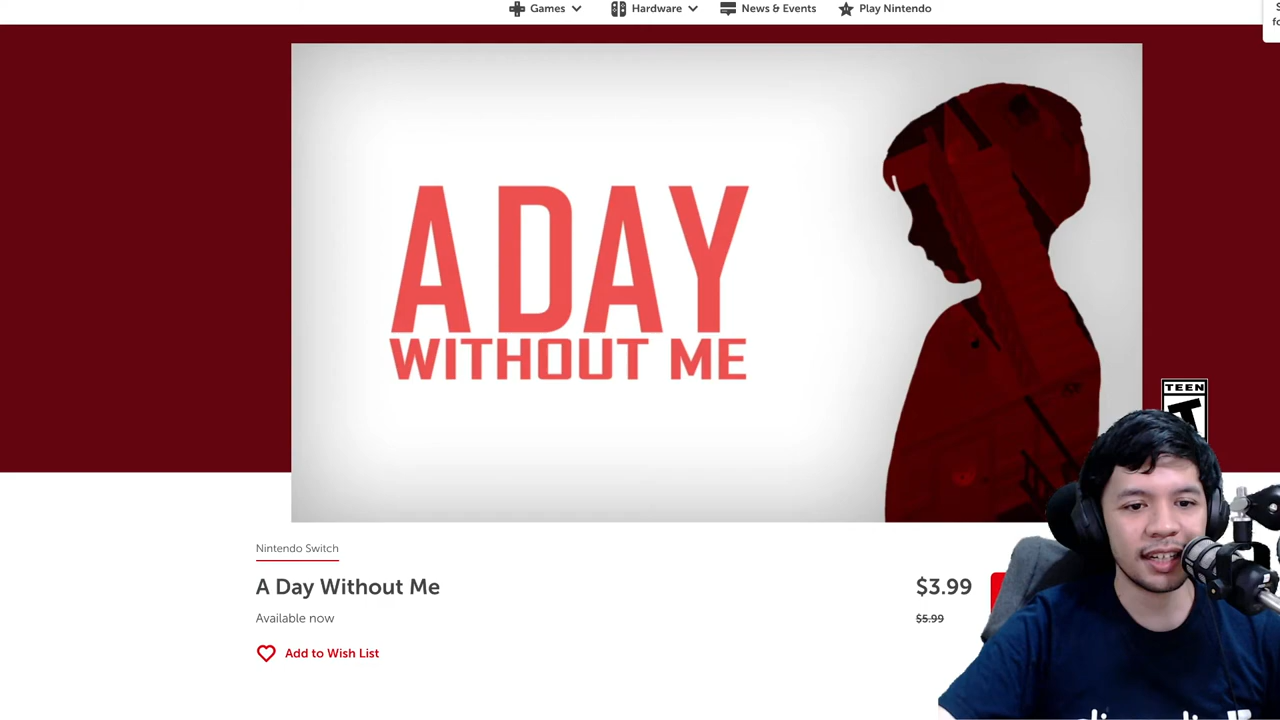 Games
Hardware
News & Events
Play Nintendo
A DAY
WITHOUT ME
TEEN
T
Nintendo Switch
A Day Without Me
$3.99
Available now
$5.99
Add to Wish List